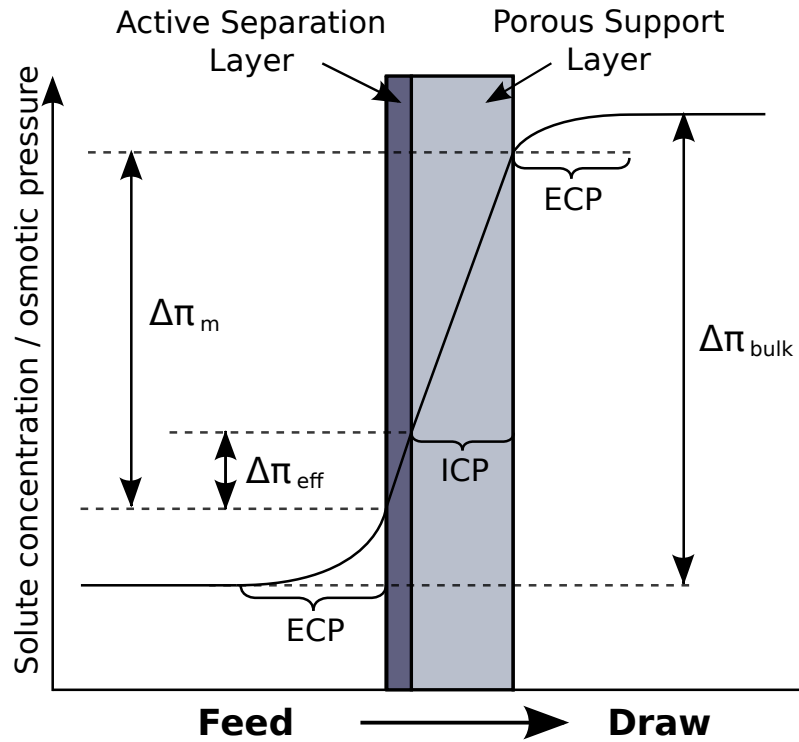 Active Separation
Layer
Porous Support
Layer
Solute concentration / osmotic pressure
ECP
Δπ m
Δπ bulk
Δπ eff
ICP
ECP
Feed
Draw